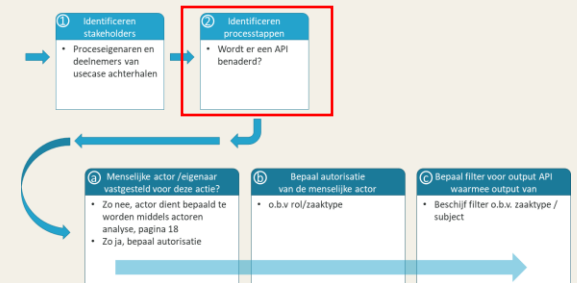 1 Identificeren
stakeholders
• Proceseigenaren en
deelnemers van
usecase achterhalen
2 Identificeren
processtappen
• Wordt er een API
benaderd?
a Menselijke actor /eigenaar
vastgesteld voor deze actie?
• Zo nee, actor dient bepaald te
worden middels actoren
analyse, pagina 18
• Zo ja, bepaal autorisatie
b Bepaal autorisatie
van de menselijke actor
• o.b.v rol/zaaktype
c Bepaal filter voor output API
waarmee output van
• Beschijf filter o.b.v. zaaktype /
subject